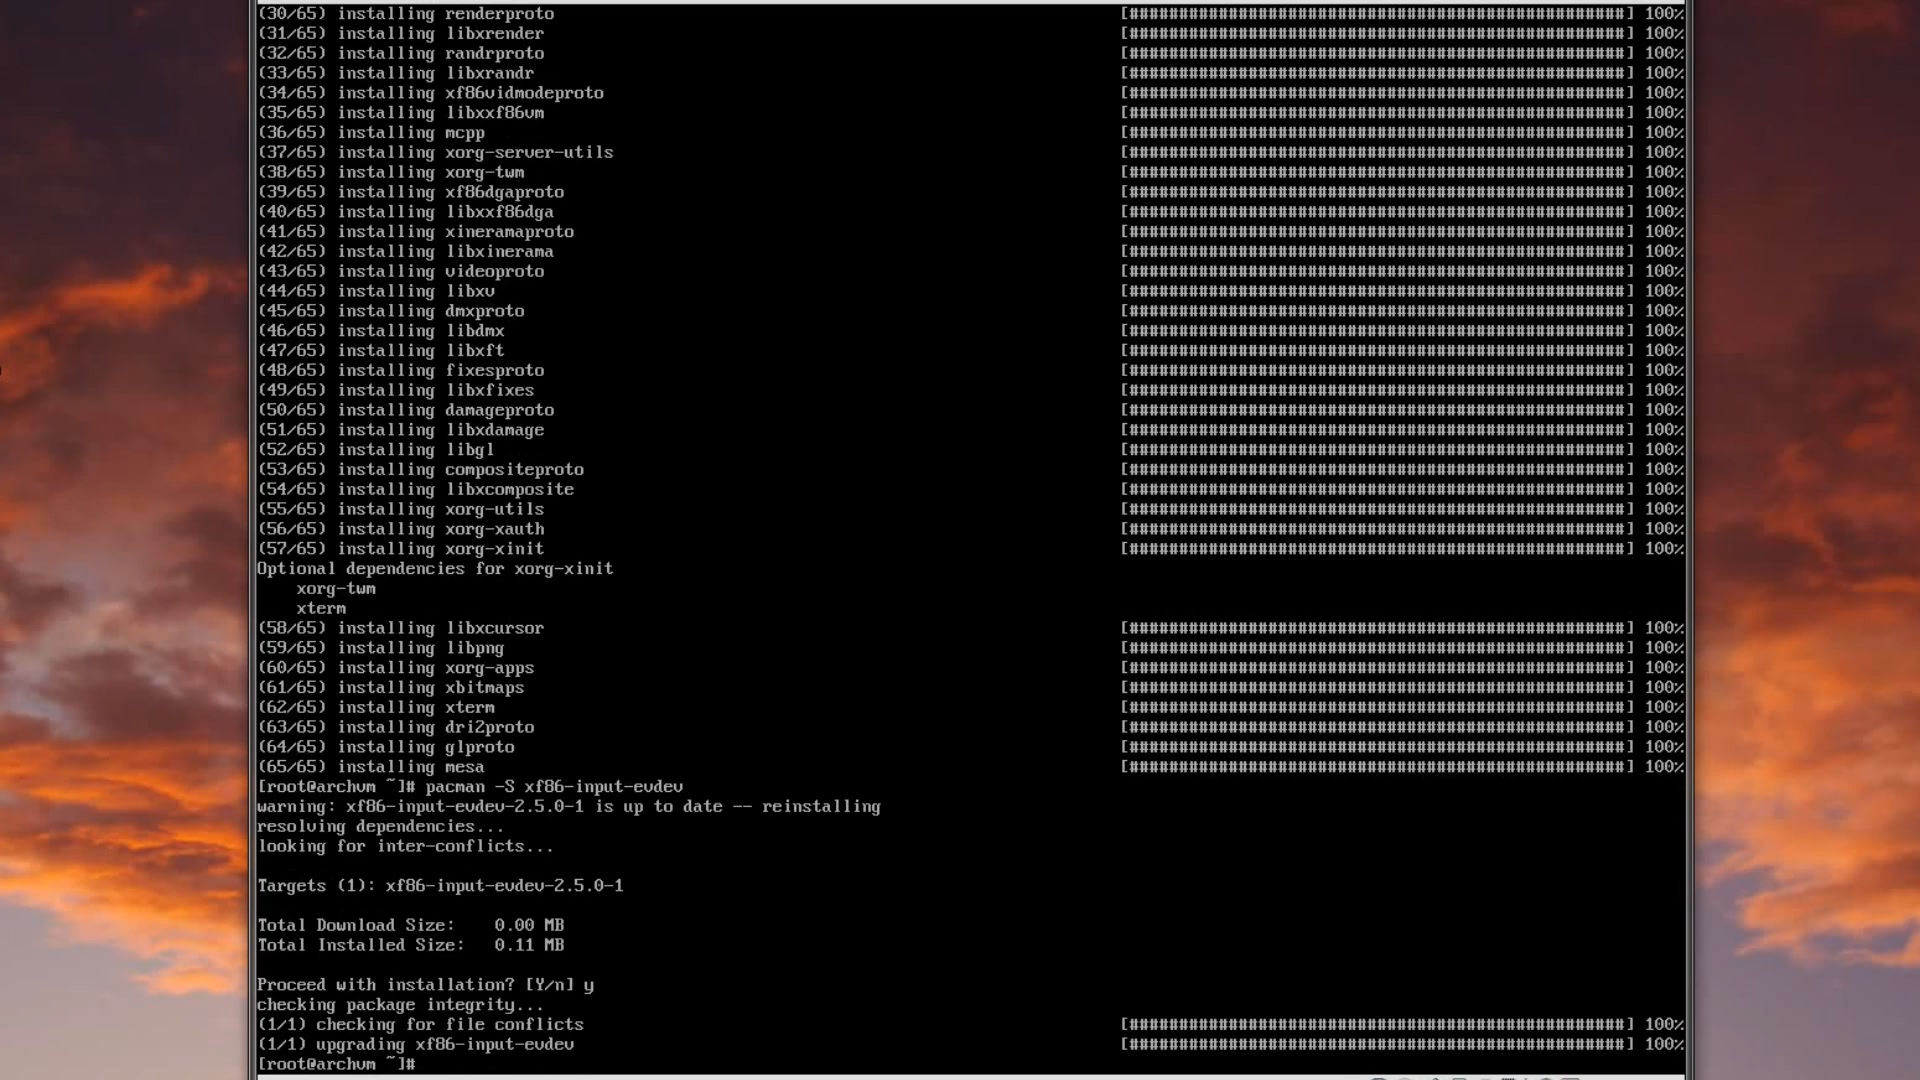 (30/65) installing renderproto [##################################################] 100%
(31/65) installing libxrender [##################################################] 100%
(32/65) installing randrproto [##################################################] 100%
(33/65) installing libxrandr [##################################################] 100%
(34/65) installing xf86vidmodeproto [##################################################] 100%
(35/65) installing libxxf86vm [##################################################] 100%
(36/65) installing mcpp [##################################################] 100%
(37/65) installing xorg-server-utils [##################################################] 100%
(38/65) installing xorg-twm [##################################################] 100%
(39/65) installing xf86dgaproto [##################################################] 100%
(40/65) installing libxxf86dga [##################################################] 100%
(41/65) installing xineramaproto [##################################################] 100%
(42/65) installing libxinerama [##################################################] 100%
(43/65) installing videoproto [##################################################] 100%
(44/65) installing libxv [##################################################] 100%
(45/65) installing dmxproto [##################################################] 100%
(46/65) installing libdmx [##################################################] 100%
(47/65) installing libxft [##################################################] 100%
(48/65) installing fixesproto [##################################################] 100%
(49/65) installing libxfixes [##################################################] 100%
(50/65) installing damageproto [##################################################] 100%
(51/65) installing libxdamage [##################################################] 100%
(52/65) installing libgl [##################################################] 100%
(53/65) installing compositeproto [##################################################] 100%
(54/65) installing libxcomposite [##################################################] 100%
(55/65) installing xorg-utils [##################################################] 100%
(56/65) installing xorg-xauth [##################################################] 100%
(57/65) installing xorg-xinit [##################################################] 100%
Optional dependencies for xorg-xinit
xorg-twm
xterm
(58/65) installing libxcursor [##################################################] 100%
(59/65) installing libpng [##################################################] 100%
(60/65) installing xorg-apps [##################################################] 100%
(61/65) installing xbitmaps [##################################################] 100%
(62/65) installing xterm [##################################################] 100%
(63/65) installing dri2proto [##################################################] 100%
(64/65) installing glproto [##################################################] 100%
(65/65) installing mesa [##################################################] 100%
[root@archvm ~]# pacman -S xf86-input-evdev
warning: xf86-input-evdev-2.5.0-1 is up to date -- reinstalling
resolving dependencies...
looking for inter-conflicts...
Targets (1): xf86-input-evdev-2.5.0-1
Total Download Size: 0.00 MB
Total Installed Size: 0.11 MB
Proceed with installation? [Y/n] y
checking package integrity...
(1/1) checking for file conflicts [##################################################] 100%
(1/1) upgrading xf86-input-evdev [##################################################] 100%
[root@archvm ~]#